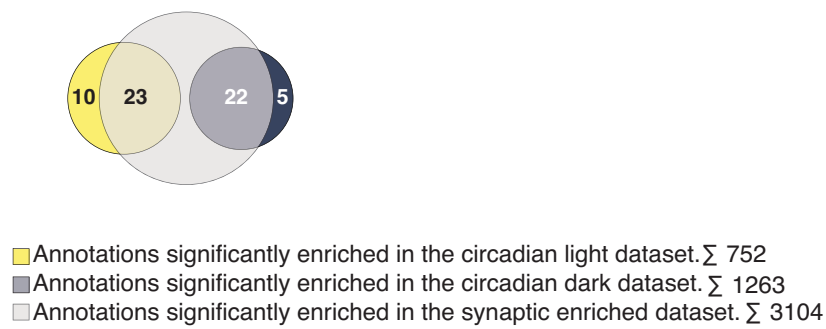 10 23 22 5
Annotations significantly enriched in the circadian light dataset. ∑ 752
Annotations significantly enriched in the circadian dark dataset. ∑ 1263
Annotations significantly enriched in the synaptic enriched dataset. ∑ 3104